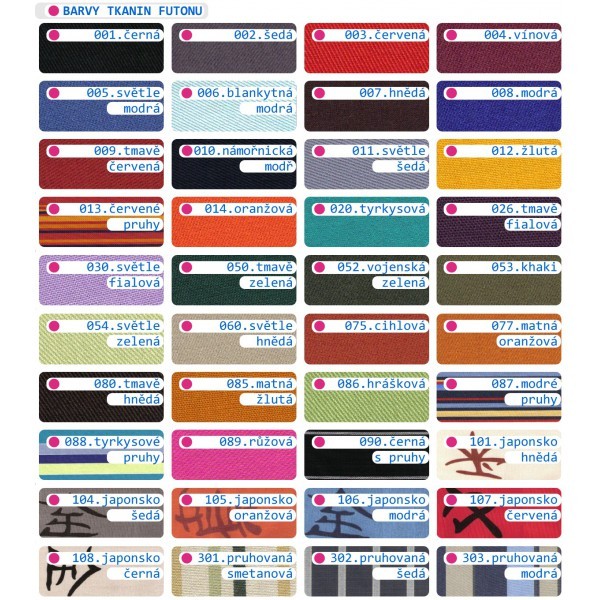 BARVY TKANIN FUTONU
001.černá
002.šedá
003.červená
004.vínová
005.světle
modrá
006.blankytná
modrá
007.hnědá
008.modrá
009.tmavě
červená
010.námořnická
modř
011.světle
šedá
012.žlutá
013.červené
pruhy
014.oranžová
020.tyrkysová
026.tmavě
fialová
030.světle
fialová
050.tmavě
zelená
052.vojenská
zelená
053.khaki
054.světle
zelená
060.světle
hnědá
075.cihlová
077.matná
oranžová
080.tmavě
hnědá
085.matná
žlutá
086.hrášková
087.modré
pruhy
088.tyrkysové
pruhy
089.růžová
090.černá
s pruhy
101.japonsko
hnědá
104.japonsko
šedá
105.japonsko
oranžová
106.japonsko
modrá
107.japonsko
červená
108.japonsko
černá
301.pruhovaná
smetanová
302.pruhovaná
šedá
303.pruhovaná
modrá